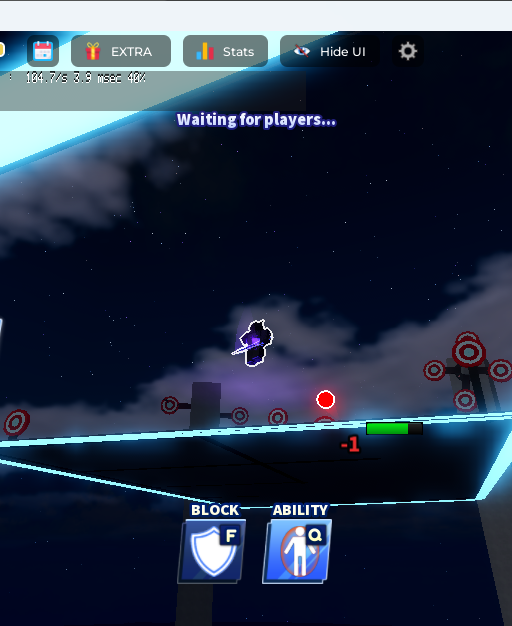 EXTRA
Stats
Hide UI
: 104.7/s 3.9 msec 40%
Waiting for players...
-1
BLOCK
ABILITY
F
Q